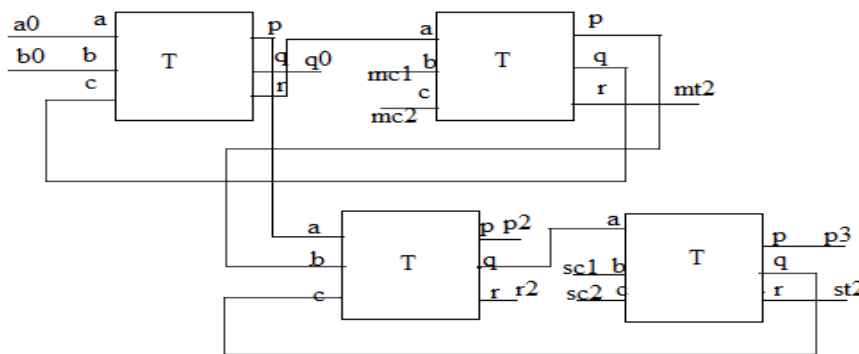 a0 a p a p
b0 b T q q0 mc1 b T q
c r mc2 c r mt2
a p p2 a p p3
b T q sc1 b T q
c r r2 sc2 c r st2